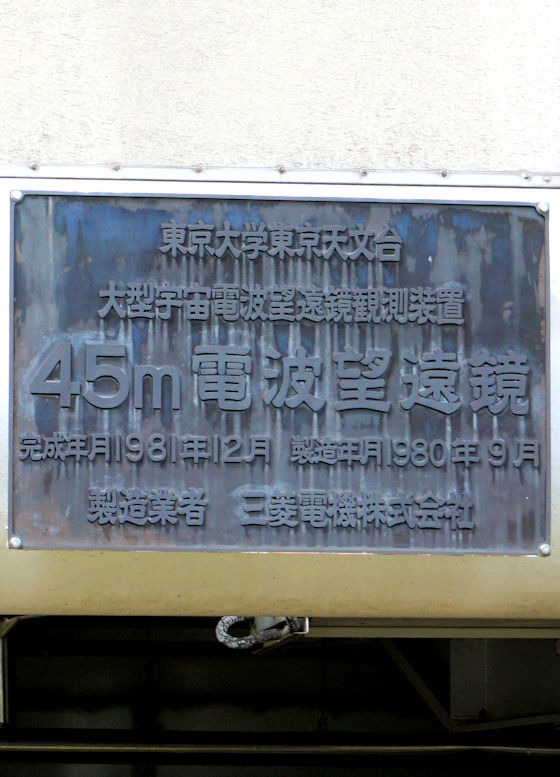 東京大学東京天文台
大型宇宙電波望遠鏡観測装置
45m電波望遠鏡
完成年月1981年12月 製造年月1980年9月
製造業者 三菱電機株式会社